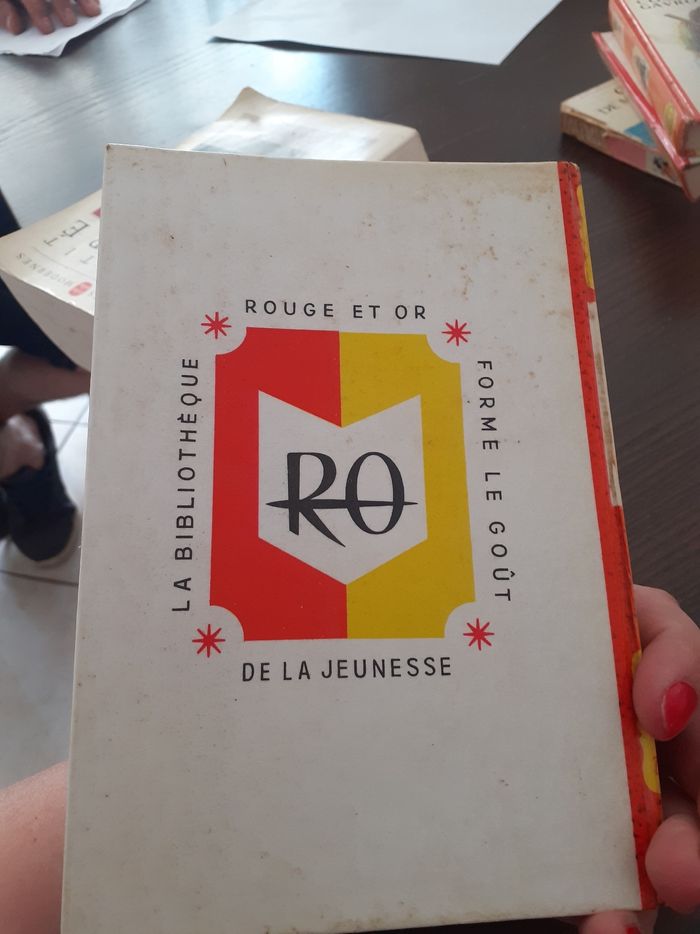 LA BIBLIOTHÈQUE
ROUGE ET OR
FORME LE GOÛT
DE LA JEUNESSE
RO